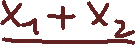 x₁ + x₂